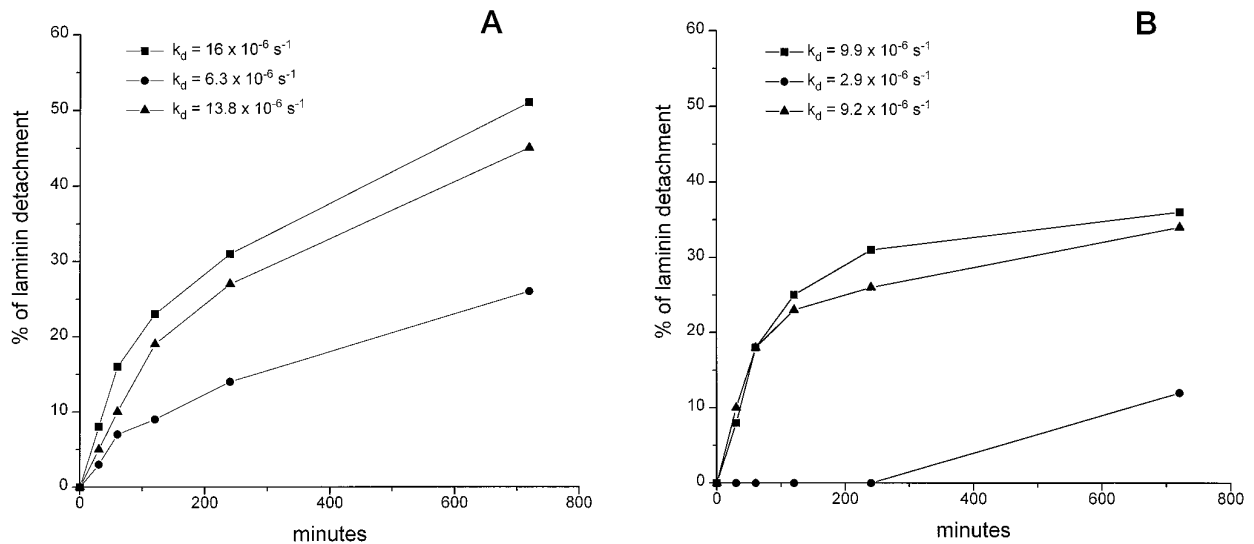 A
k_d = 16 x 10^-6 s^-1
k_d = 6.3 x 10^-6 s^-1
k_d = 13.8 x 10^-6 s^-1
% of laminin detachment
60
50
40
30
20
10
0
0 200 400 600 800
minutes
B
k_d = 9.9 x 10^-6 s^-1
k_d = 2.9 x 10^-6 s^-1
k_d = 9.2 x 10^-6 s^-1
% of laminin detachment
60
50
40
30
20
10
0
0 200 400 600 800
minutes